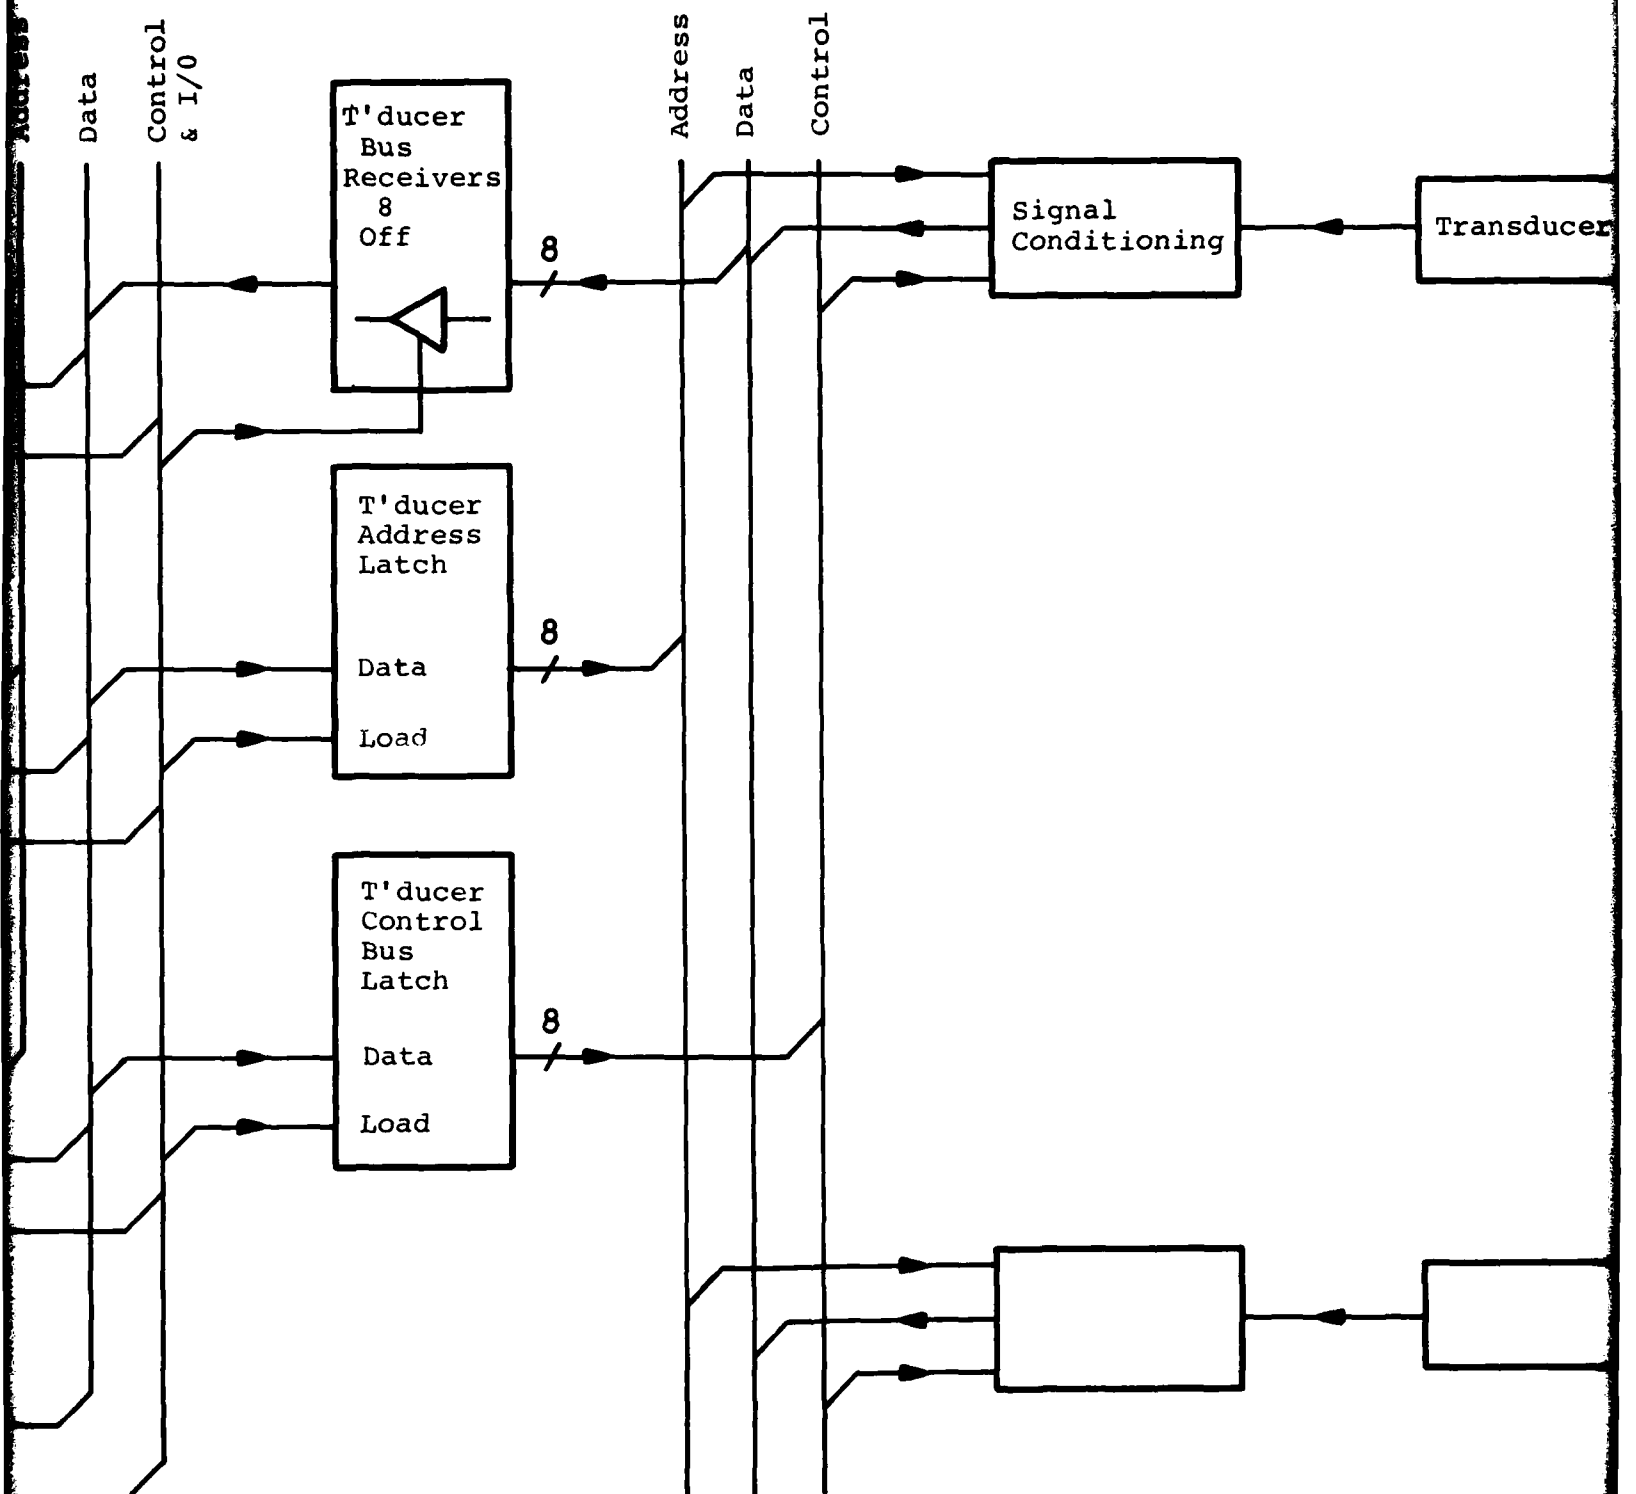 Address
Data
Control
& I/O
T'ducer
Bus
Receivers
8
Off
8
Address
Data
Control
Signal
Conditioning
Transducer
T'ducer
Address
Latch
Data
Load
8
T'ducer
Control
Bus
Latch
Data
Load
8